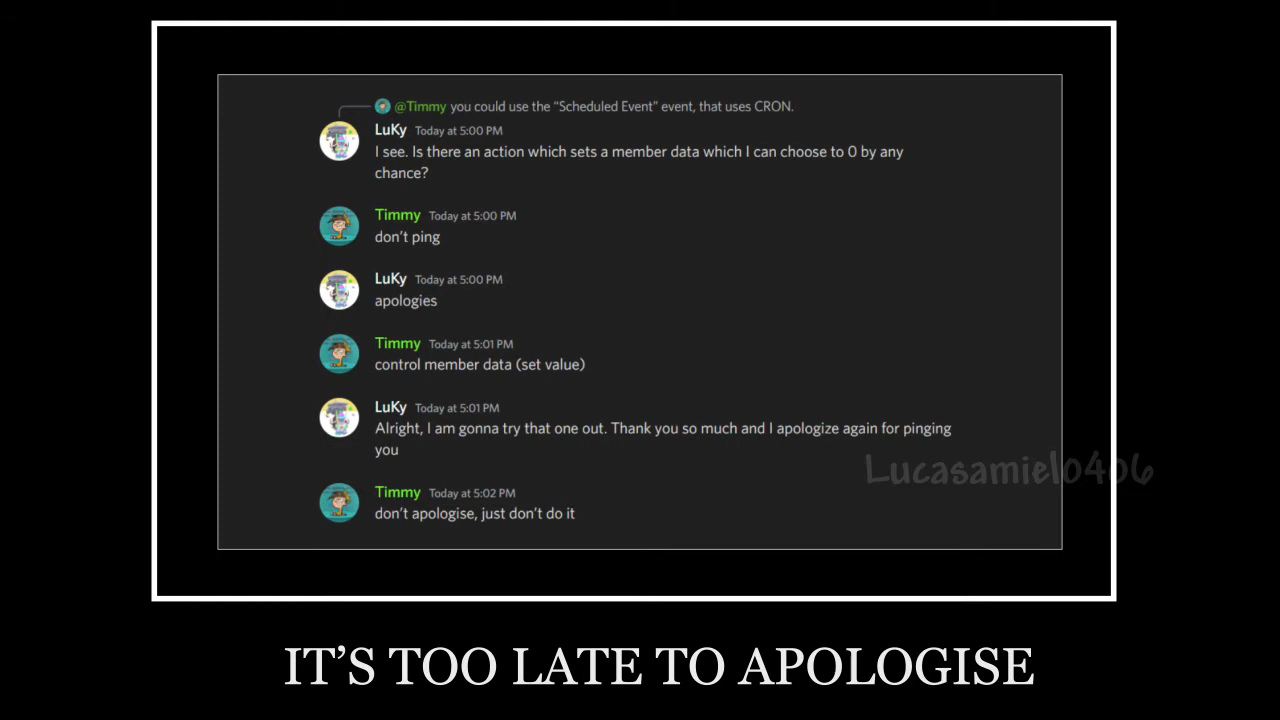 @Timmy you could use the “Scheduled Event” event, that uses CRON.
LuKy Today at 5:00 PM
I see. Is there an action which sets a member data which I can choose to 0 by any
chance?
Timmy Today at 5:00 PM
don’t ping
LuKy Today at 5:00 PM
apologies
Timmy Today at 5:01 PM
control member data (set value)
LuKy Today at 5:01 PM
Alright, I am gonna try that one out. Thank you so much and I apologize again for pinging
you
Lucasamiel0406
Timmy Today at 5:02 PM
don’t apologise, just don’t do it
IT’S TOO LATE TO APOLOGISE